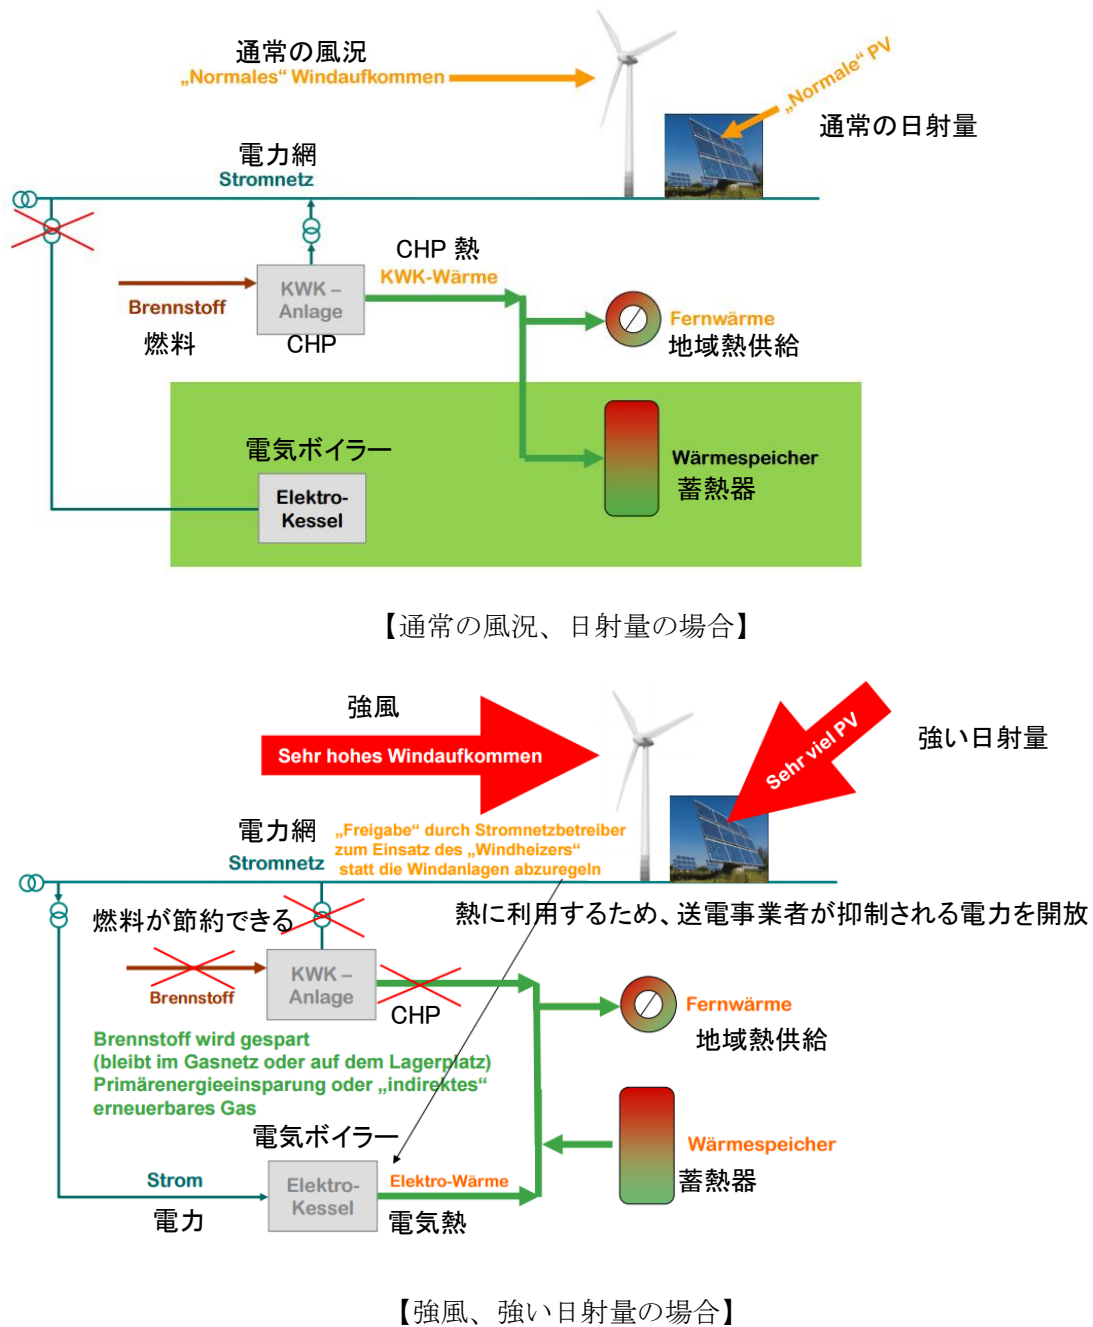 通常の風況
„Normales“ Windaufkommen
„Normale“ PV
通常の日射量
電力網
Stromnetz
CHP 熱
KWK-Wärme
Brennstoff
燃料
KWK –
Anlage
CHP
Fernwärme
地域熱供給
電気ボイラー
Elektro-
Kessel
Wärmespeicher
蓄熱器
【通常の風況、日射量の場合】
強風
Sehr hohes Windaufkommen
Sehr viel PV
強い日射量
電力網
Stromnetz
„Freigabe“ durch Stromnetzbetreiber
zum Einsatz des „Windheizers“
statt die Windanlagen abzuregeln
燃料が節約できる
熱に利用するため、送電事業者が抑制される電力を開放
Brennstoff
KWK –
Anlage
CHP
Fernwärme
地域熱供給
Brennstoff wird gespart
(bleibt im Gasnetz oder auf dem Lagerplatz)
Primärenergieeinsparung oder „indirektes“
erneuerbares Gas
電気ボイラー
Strom
電力
Elektro-
Kessel
Elektro-Wärme
電気熱
Wärmespeicher
蓄熱器
【強風、強い日射量の場合】